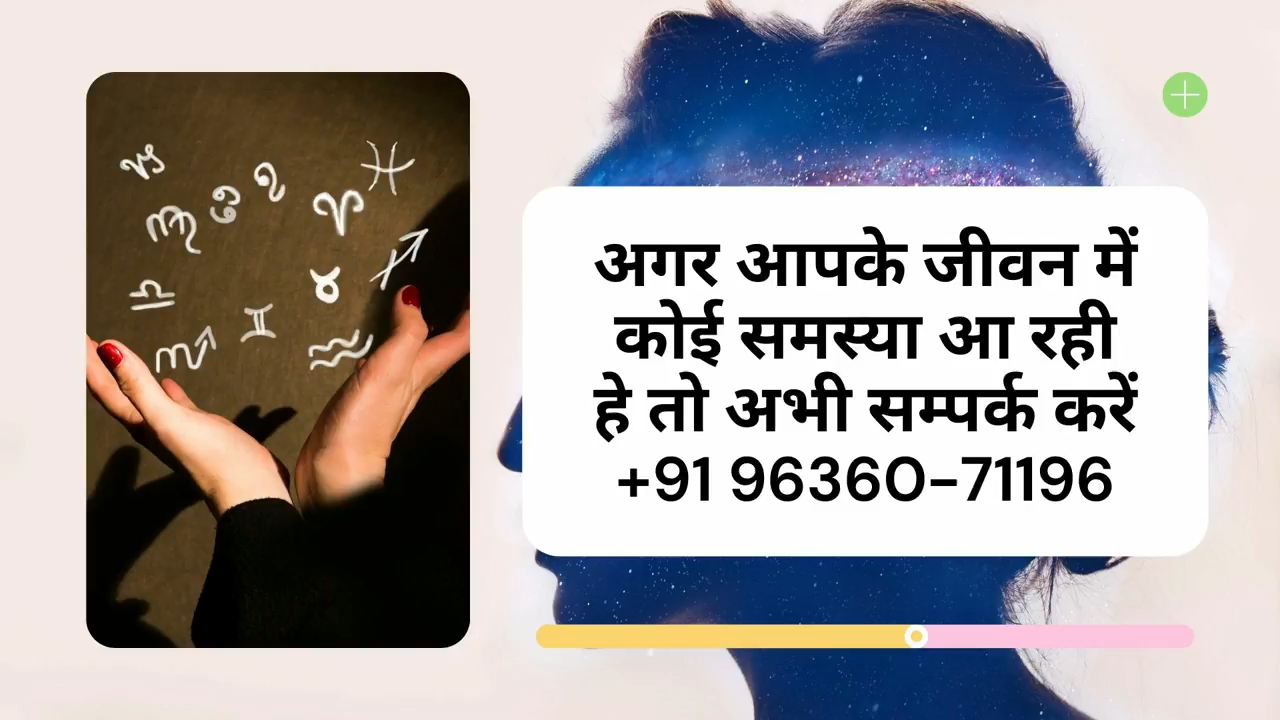 अगर आपके जीवन में
कोई समस्या आ रही
हे तो अभी सम्पर्क करें
+91 96360-71196